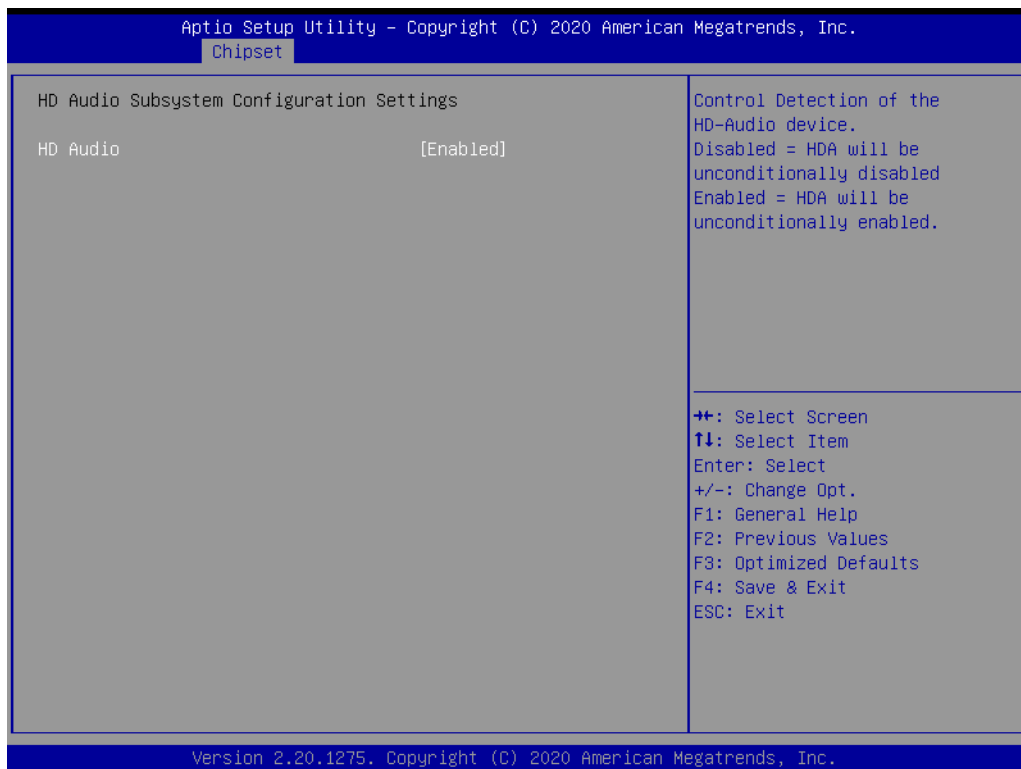 Aptio Setup Utility – Copyright (C) 2020 American Megatrends, Inc.
Chipset
HD Audio Subsystem Configuration Settings
HD Audio [Enabled]
Control Detection of the
HD-Audio device.
Disabled = HDA will be
unconditionally disabled
Enabled = HDA will be
unconditionally enabled.
→←: Select Screen
↑↓: Select Item
Enter: Select
+/-: Change Opt.
F1: General Help
F2: Previous Values
F3: Optimized Defaults
F4: Save & Exit
ESC: Exit
Version 2.20.1275. Copyright (C) 2020 American Megatrends, Inc.